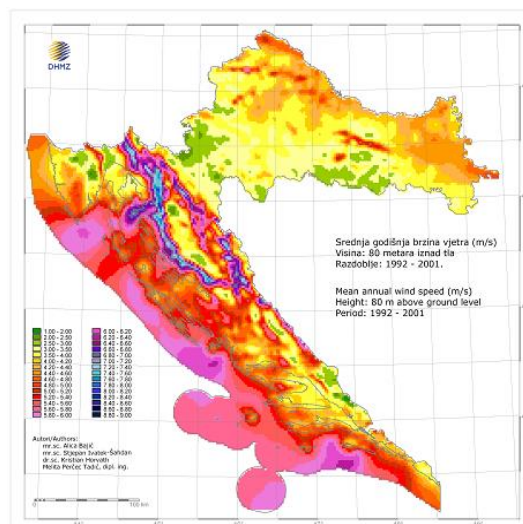 DHMZ
Srednja godišnja brzina vjetra (m/s)
Visina: 80 metara iznad tla
Razdoblje: 1992 - 2001.
Mean annual wind speed (m/s)
Height: 80 m above ground level
Period: 1992 - 2001
1.00 - 2.00
2.00 - 2.50
2.50 - 3.00
3.00 - 3.50
3.50 - 4.00
4.00 - 4.20
4.20 - 4.40
4.40 - 4.60
4.60 - 4.80
4.80 - 5.00
5.00 - 5.20
5.20 - 5.40
5.40 - 5.60
5.60 - 5.80
5.80 - 6.00
6.00 - 6.20
6.20 - 6.40
6.40 - 6.60
6.60 - 6.80
6.80 - 7.00
7.00 - 7.20
7.20 - 7.40
7.40 - 7.60
7.60 - 7.80
7.80 - 8.00
8.00 - 8.20
8.20 - 8.40
8.40 - 8.60
8.60 - 8.80
8.80 - 9.00
Autori/Authors:
mr.sc. Alica Bajić
mr.sc. Stjepan Ivatek-Šahdan
dr.sc. Kristian Horvath
Melita Perčec Tadić, dipl. ing.
100 km